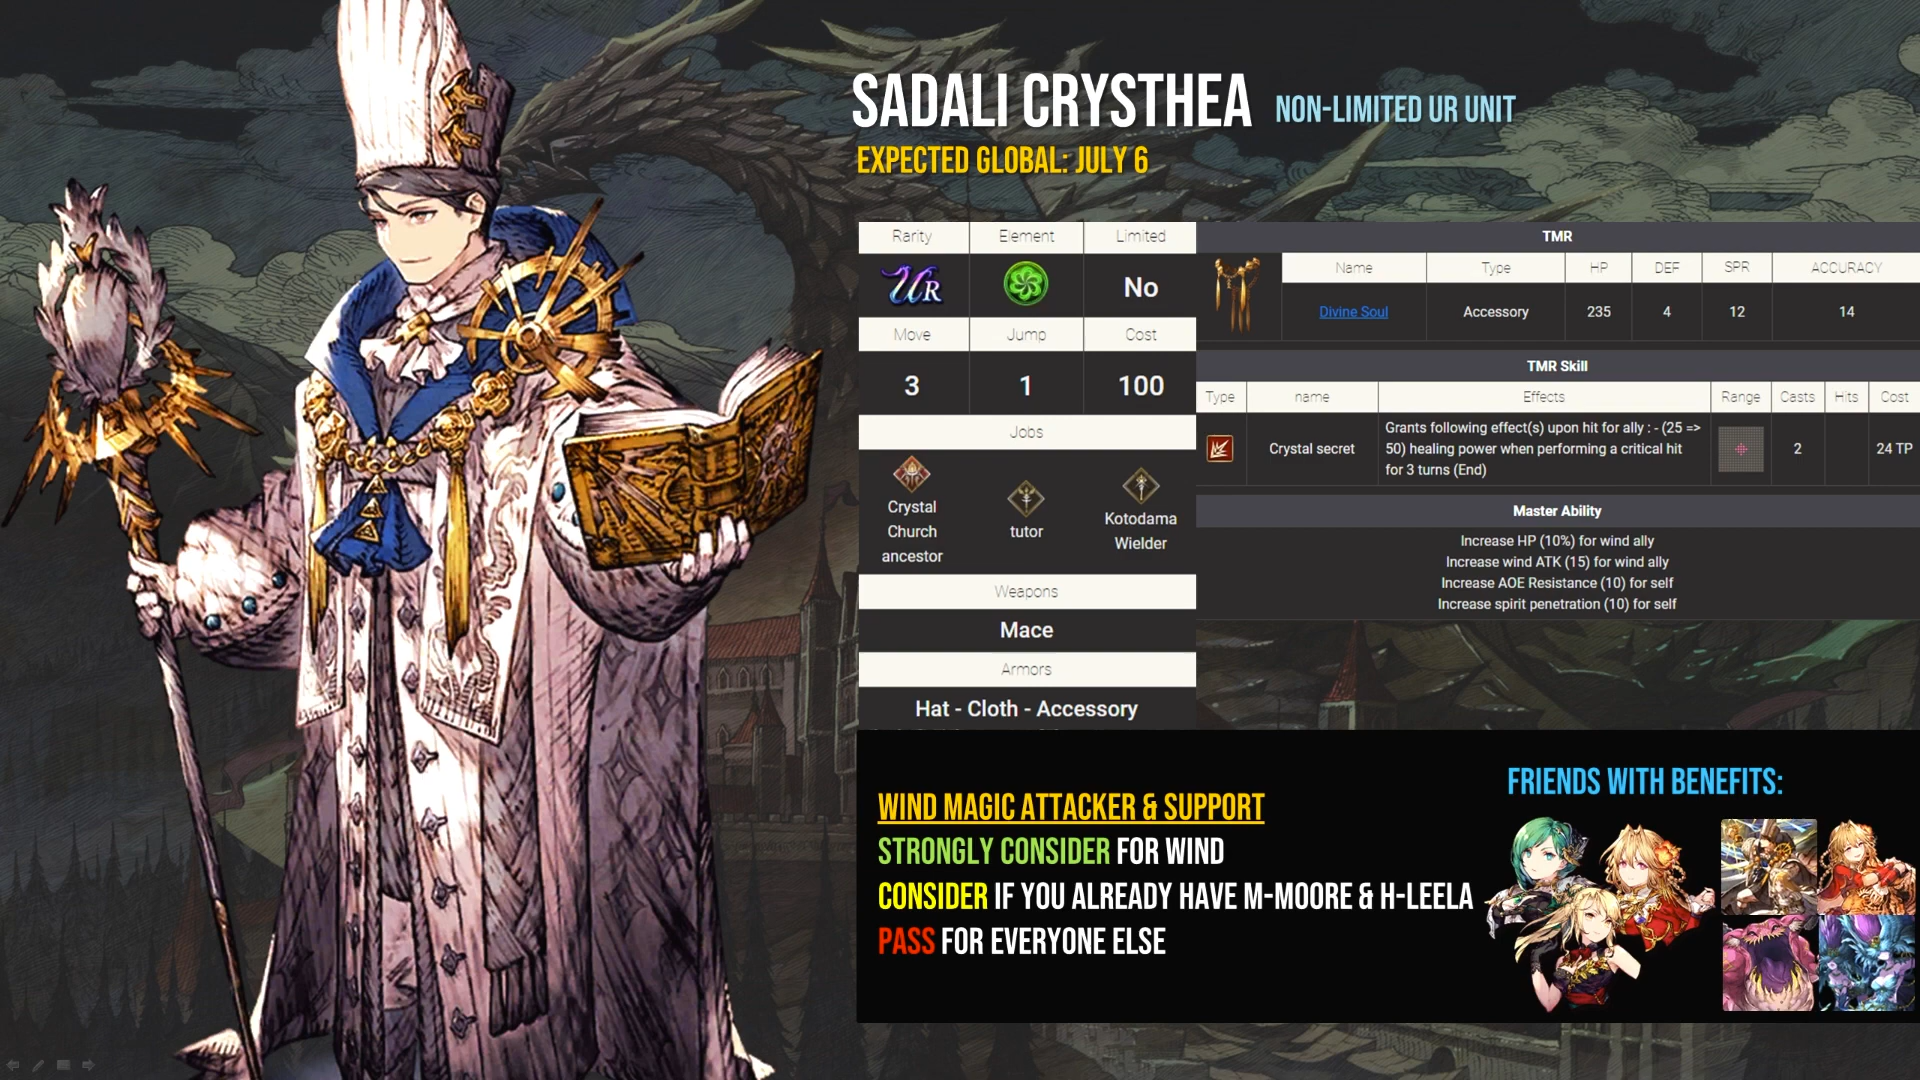 SADALI CRYSTHEA NON-LIMITED UR UNIT
EXPECTED GLOBAL: JULY 6
Rarity Element Limited
UR No
Move Jump Cost
3 1 100
Jobs
Crystal Church ancestor
tutor
Kotodama Wielder
Weapons
Mace
Armors
Hat - Cloth - Accessory
TMR
Name Type HP DEF SPR ACCURACY
Divine Soul Accessory 235 4 12 14
TMR Skill
Type name Effects Range Casts Hits Cost
Crystal secret
Grants following effect(s) upon hit for ally : - (25 =>
50) healing power when performing a critical hit
for 3 turns (End)
2 24 TP
Master Ability
Increase HP (10%) for wind ally
Increase wind ATK (15) for wind ally
Increase AOE Resistance (10) for self
Increase spirit penetration (10) for self
WIND MAGIC ATTACKER & SUPPORT
STRONGLY CONSIDER FOR WIND
CONSIDER IF YOU ALREADY HAVE M-MOORE & H-LEELA
PASS FOR EVERYONE ELSE
FRIENDS WITH BENEFITS: